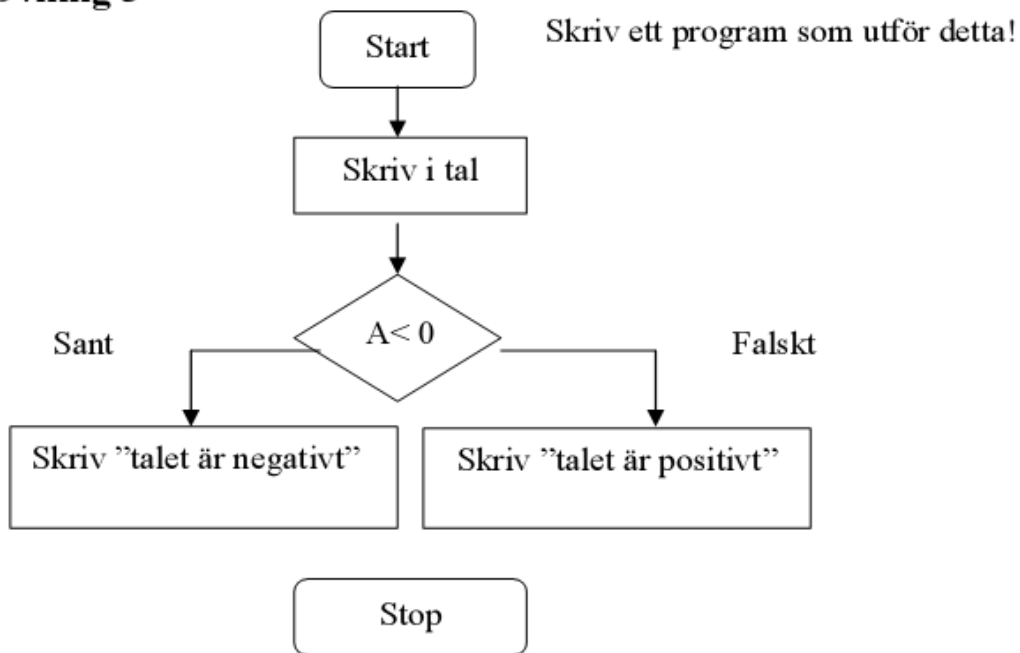 Start
Skriv ett program som utför detta!
Skriv i tal
A< 0
Sant
Falskt
Skriv ”talet är negativt”
Skriv ”talet är positivt”
Stop